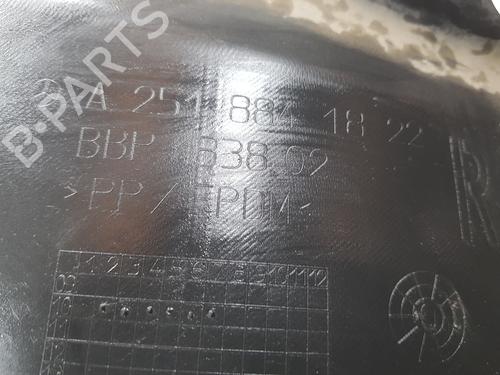 A 251 884 18 22
BBP 838 02
>PP/EPDM<
R
1 2 3 4 5 6 7 8 9 10 11 12
B-PARTS